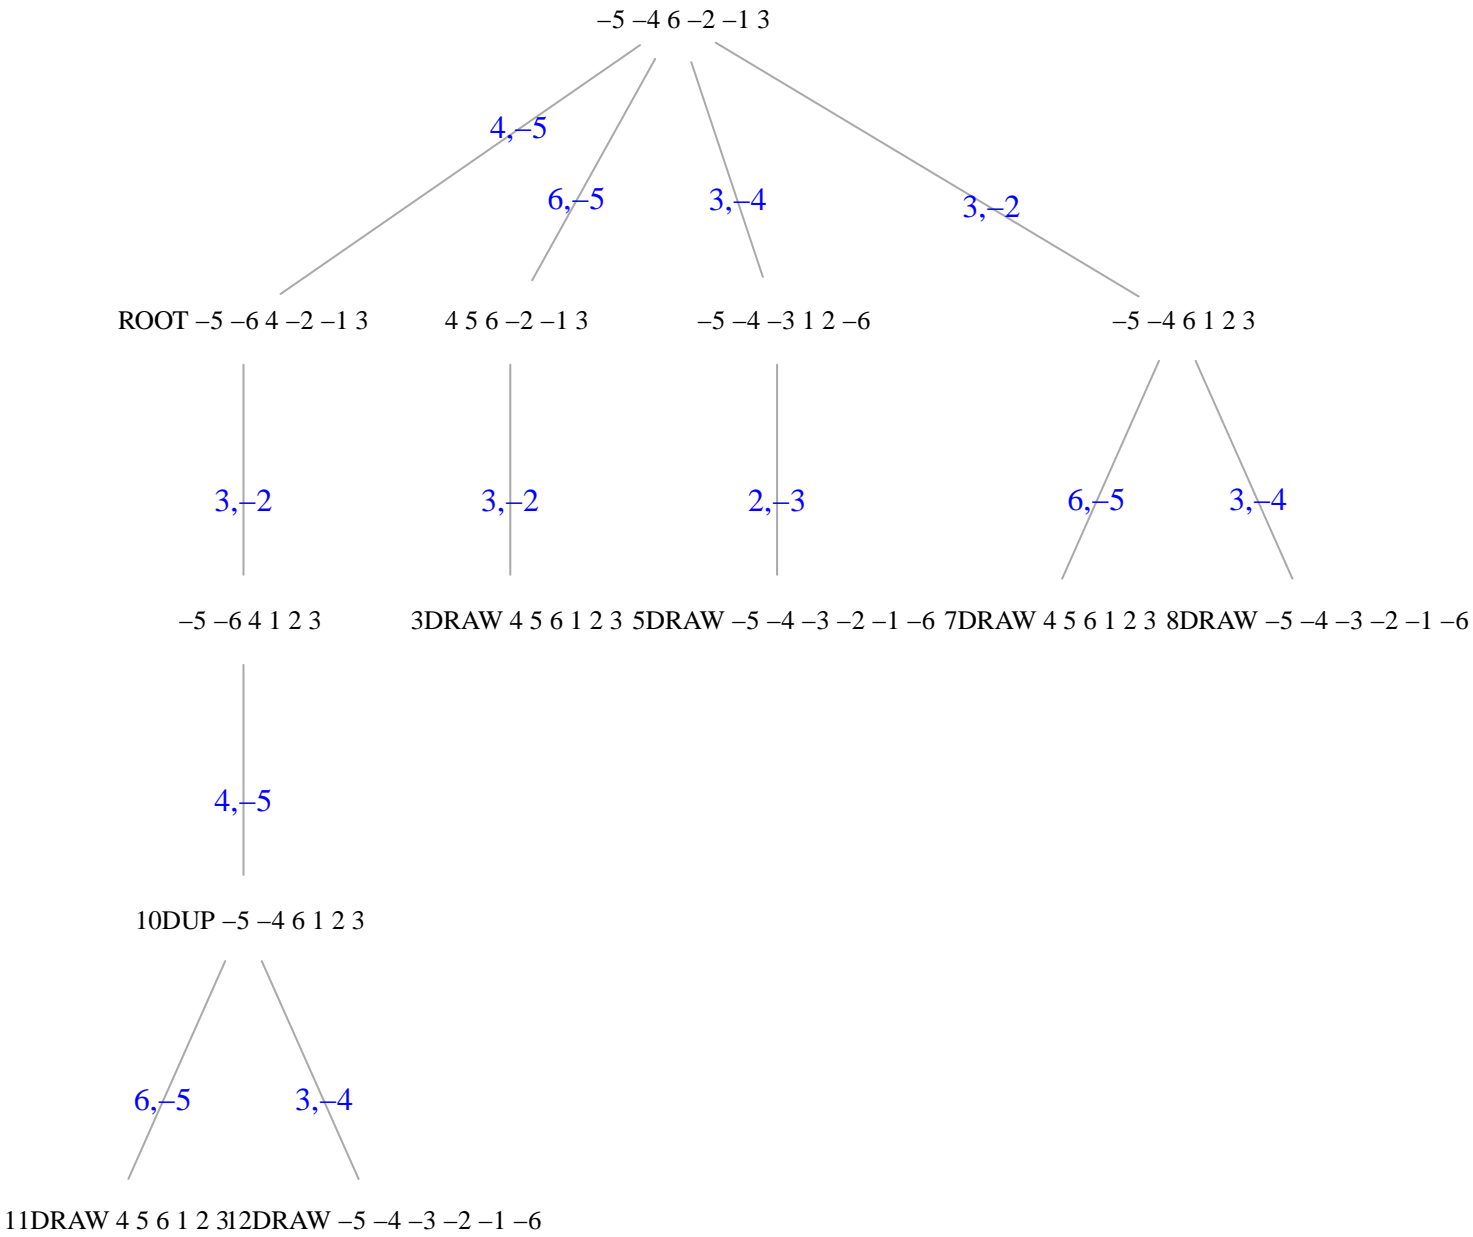 –5 –4 6 –2 –1 3
4,–5
6,–5 3,–4 3,–2
ROOT –5 –6 4 –2 –1 3 4 5 6 –2 –1 3 –5 –4 –3 1 2 –6 –5 –4 6 1 2 3
3,–2 3,–2 2,–3 6,–5 3,–4
–5 –6 4 1 2 3 3DRAW 4 5 6 1 2 3 5DRAW –5 –4 –3 –2 –1 –6 7DRAW 4 5 6 1 2 3 8DRAW –5 –4 –3 –2 –1 –6
4,–5
10DUP –5 –4 6 1 2 3
6,–5 3,–4
11DRAW 4 5 6 1 2 3 12DRAW –5 –4 –3 –2 –1 –6